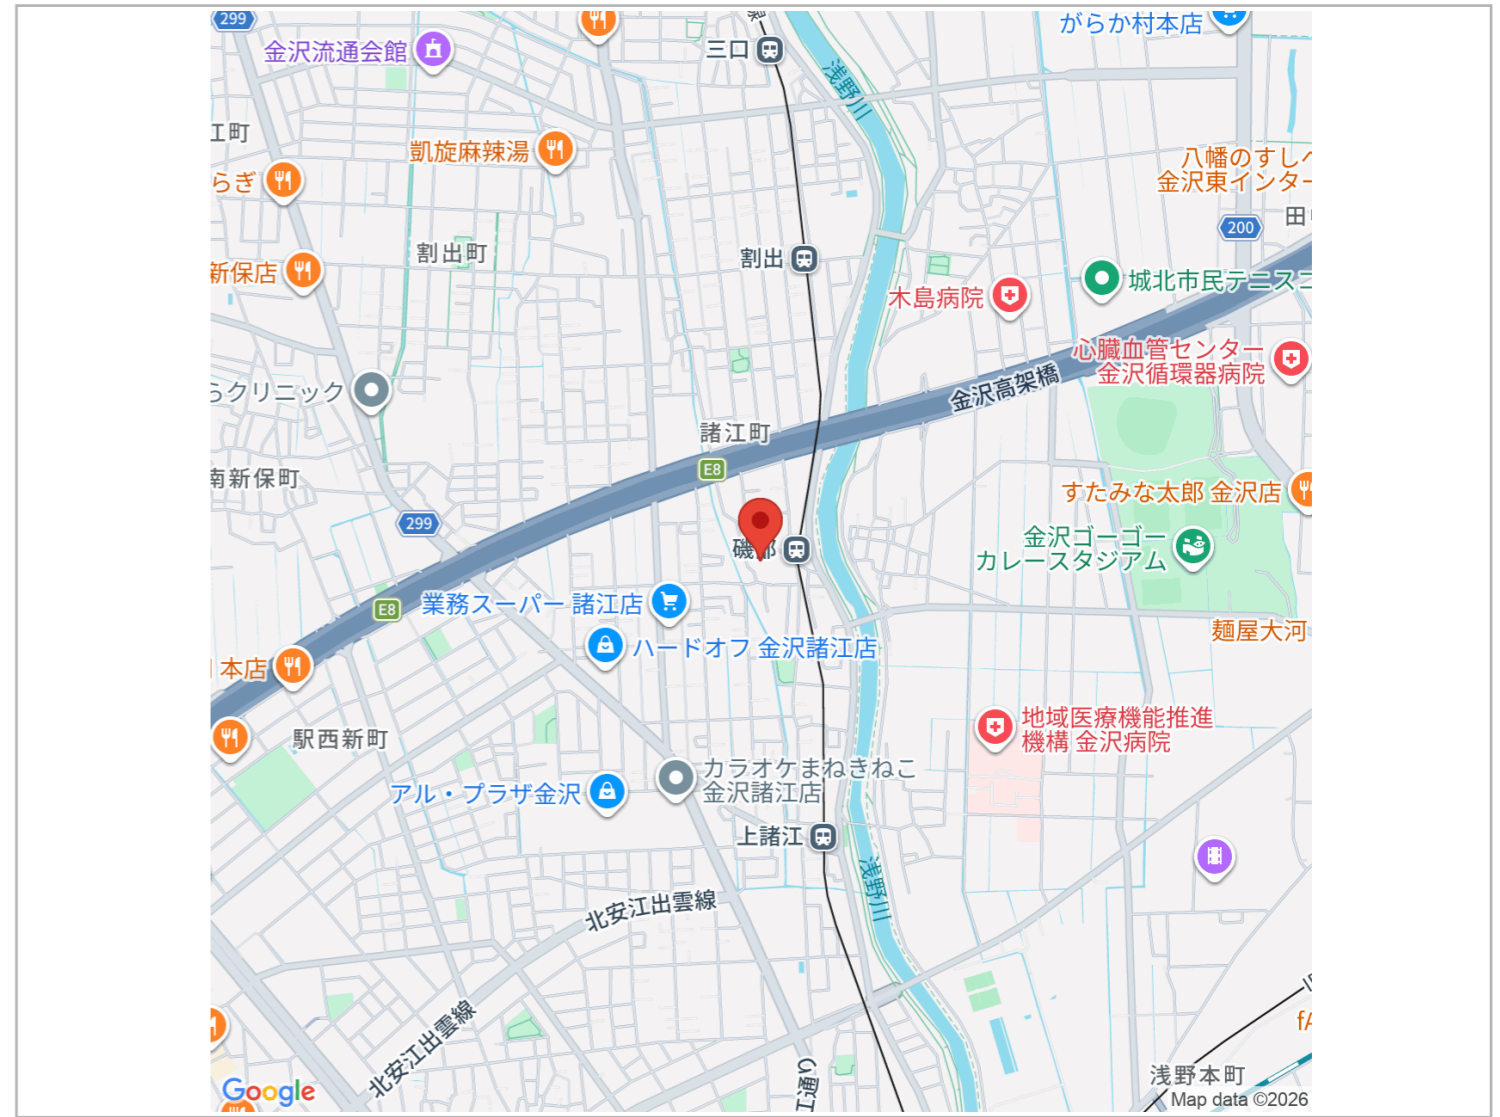 299
金沢流通会館
三口
浅野川
がらか村本店
江町
凱旋麻辣湯
らぎ
八幡のすしべ
金沢東インター
200
割出町
割出
新保店
木島病院
城北市民テニスコ
心臓血管センター
金沢循環器病院
金沢高架橋
らクリニック
諸江町
E8
南新保町
すたみな太郎 金沢店
299
磯部
金沢ゴーゴー
カレースタジアム
E8
業務スーパー 諸江店
麺屋大河
ハードオフ 金沢諸江店
本店
駅西新町
地域医療機能推進
機構 金沢病院
カラオケまねきねこ
金沢諸江店
アル・プラザ金沢
上諸江
浅野川
北安江出雲線
北安江出雲線
浅野本町
Google
Map data ©2026